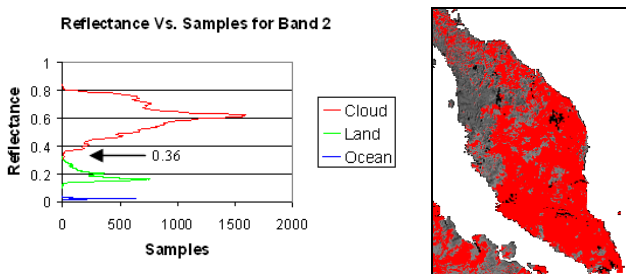 Reflectance Vs. Samples for Band 2
Reflectance
1
0.8
0.6
0.4
0.2
0
0.36
0 500 1000 1500 2000
Samples
Cloud
Land
Ocean